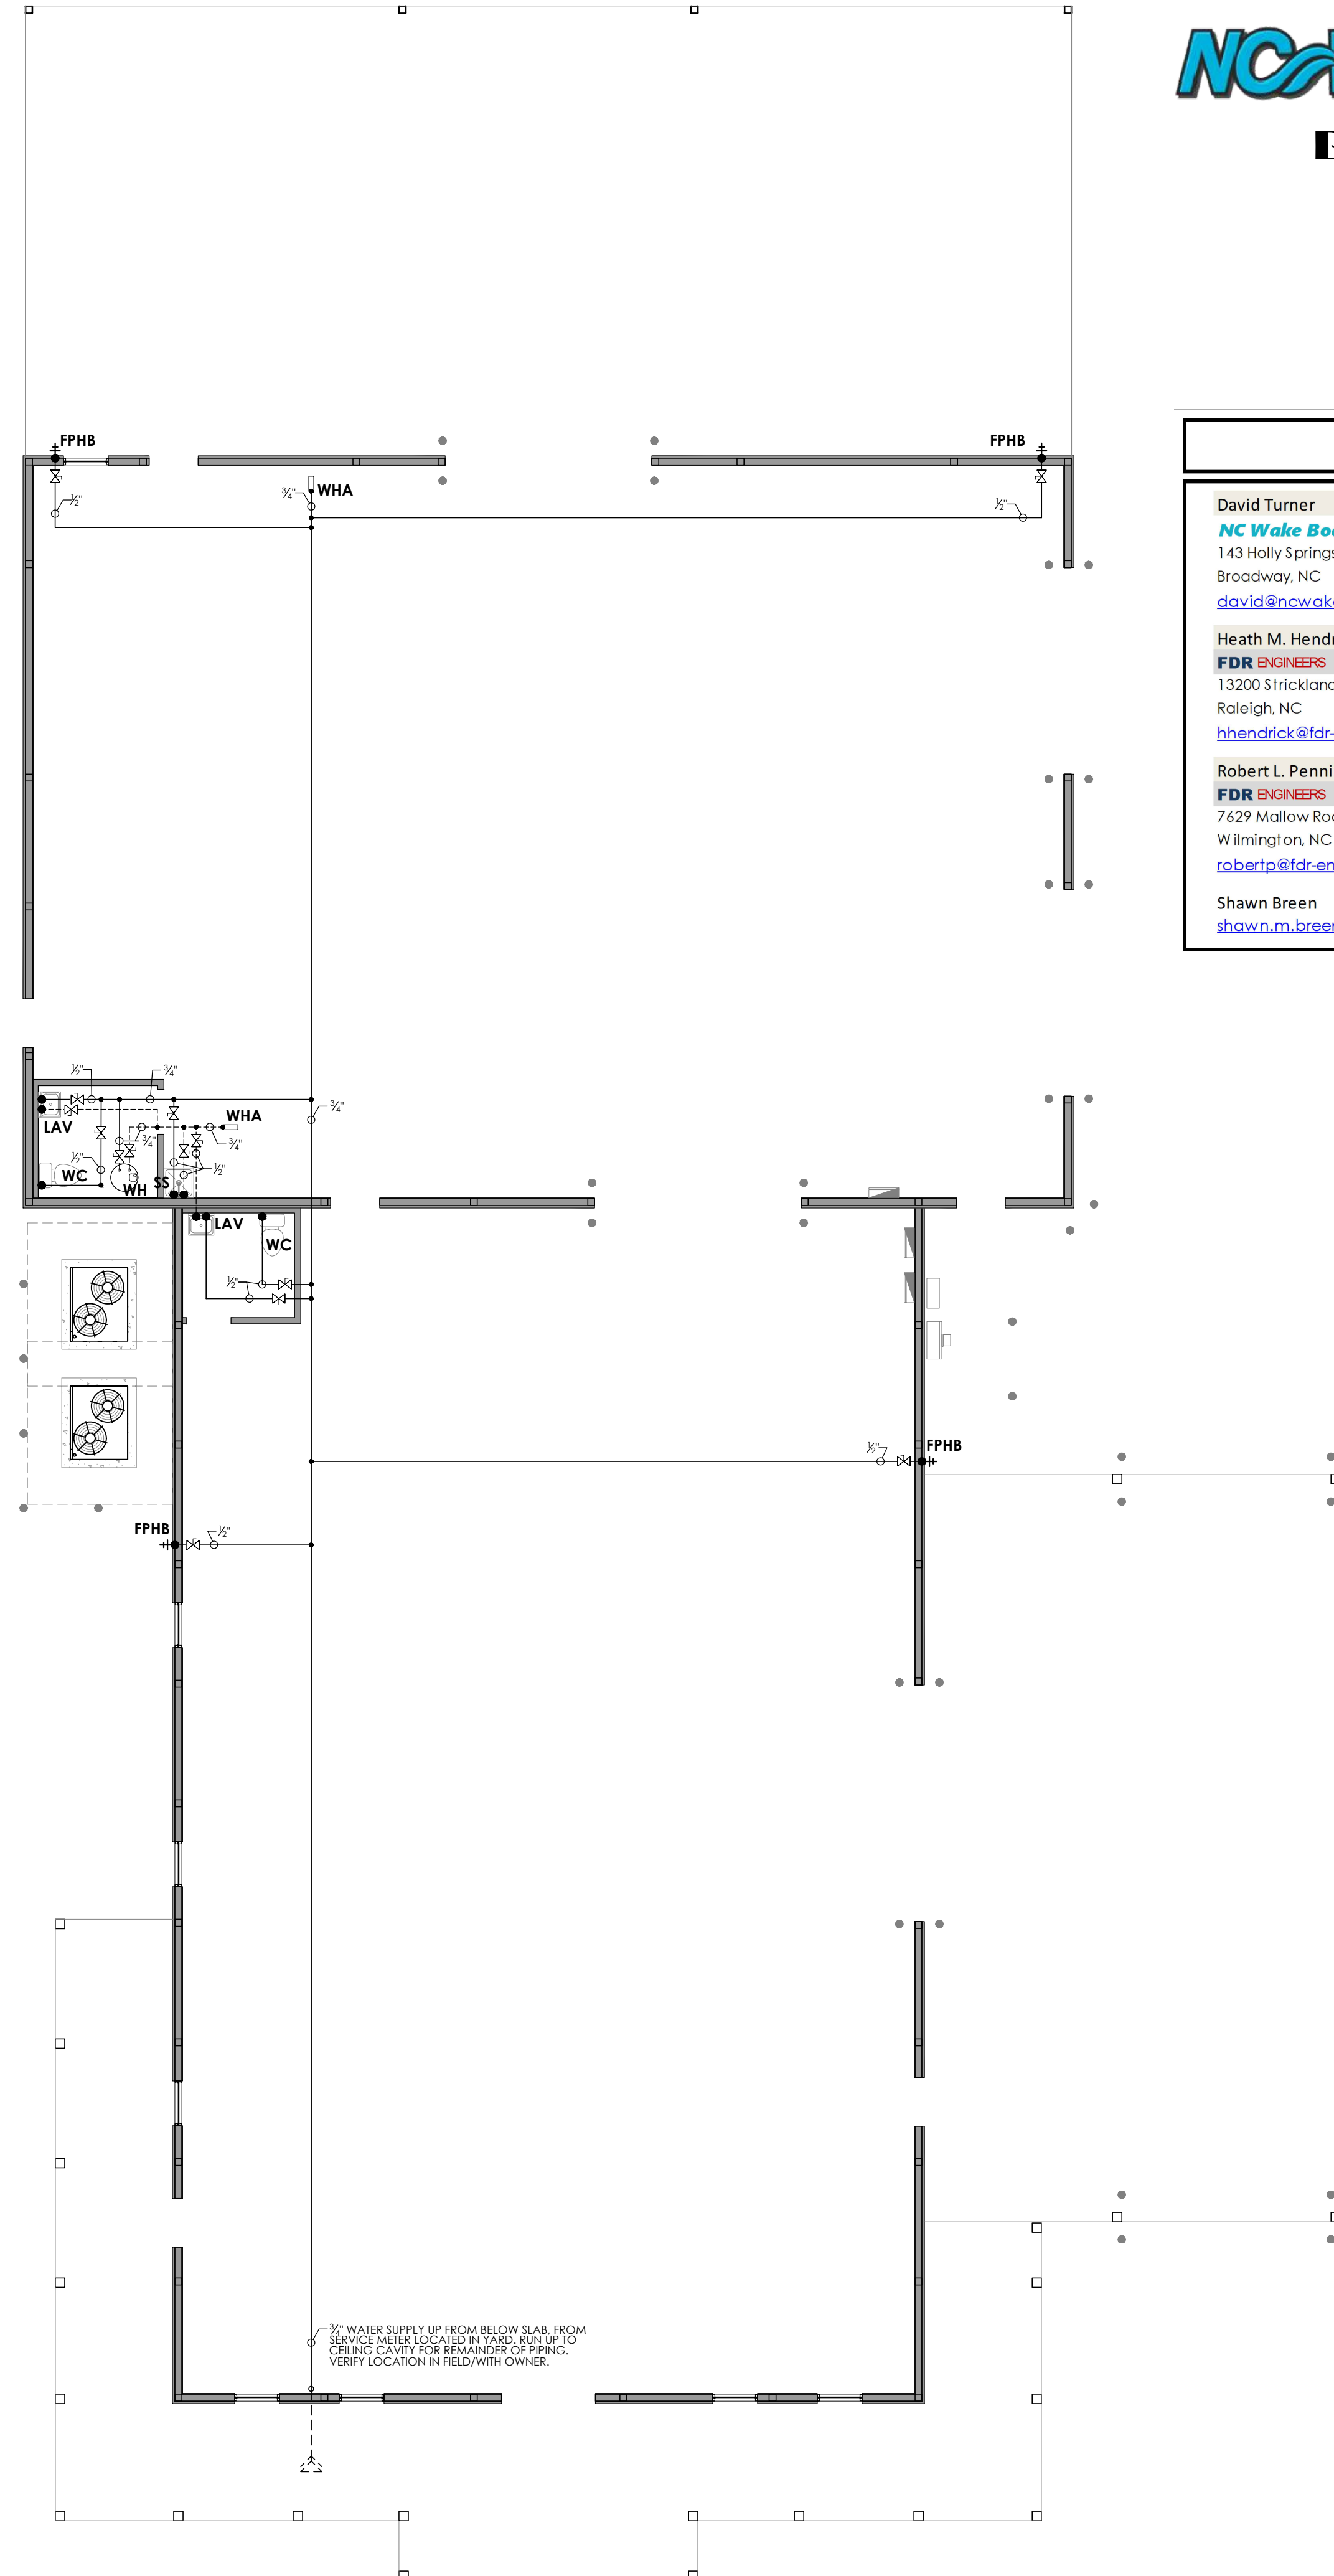 NC
FPHB
FPHB
¾"
WHA
½"
½"
David Turner
NC Wake Boa
143 Holly Springs
Broadway, NC
david@ncwake
Heath M. Hendr
FDR ENGINEERS
13200 Strickland
Raleigh, NC
hhendrick@fdr-
Robert L. Penni
FDR ENGINEERS
7629 Mallow Roa
Wilmington, NC
robertp@fdr-en
Shawn Breen
shawn.m.breen
½"
¾"
¾"
WHA
LAV
¾"
¾"
½"
½"
WC
SS
WH
LAV
WC
½"
½"
FPHB
FPHB
½"
¾" WATER SUPPLY UP FROM BELOW SLAB, FROM
SERVICE METER LOCATED IN YARD. RUN UP TO
CEILING CAVITY FOR REMAINDER OF PIPING.
VERIFY LOCATION IN FIELD/WITH OWNER.